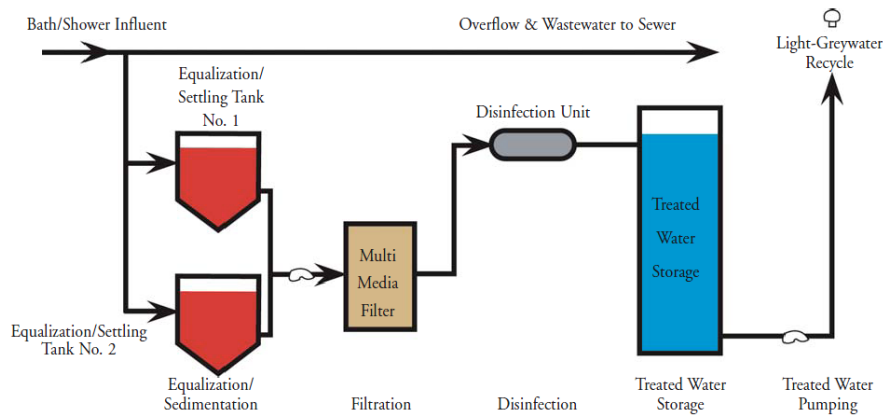 Bath/Shower Influent
Overflow & Wastewater to Sewer
Light-Greywater
Recycle
Equalization/
Settling Tank
No. 1
Disinfection Unit
Treated
Water
Storage
Multi
Media
Filter
Equalization/Settling
Tank No. 2
Equalization/
Sedimentation
Filtration
Disinfection
Treated Water
Storage
Treated Water
Pumping